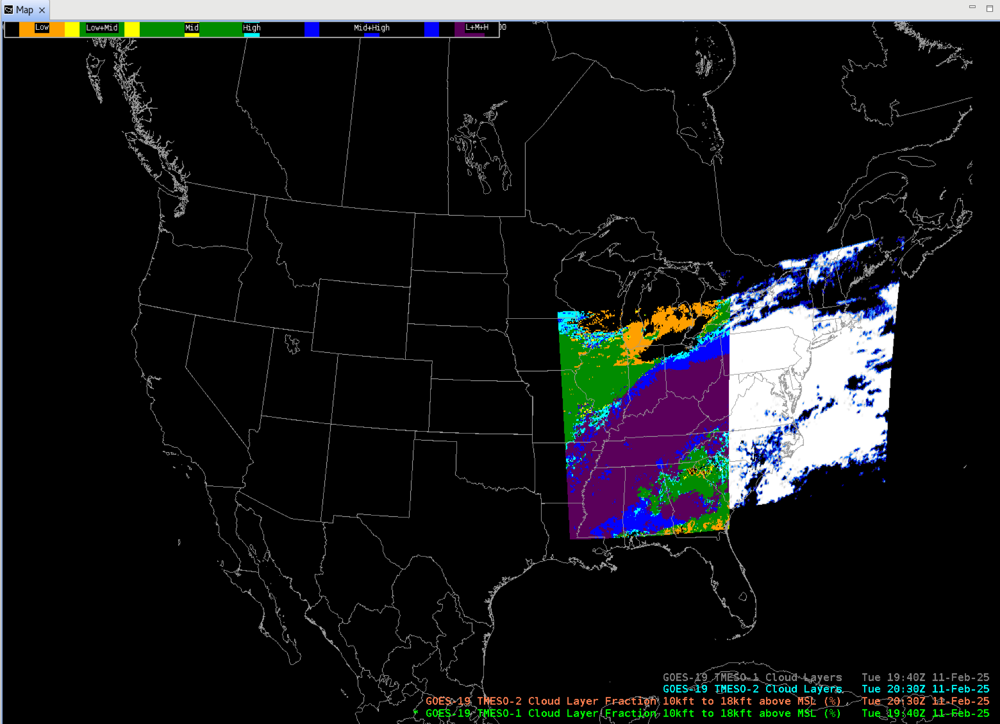 Map
Low Low+Mid Mid High Mid+High L+M+H 00
GOES-19 TMESO-1 Cloud Layers Tue 19:40Z 11-Feb-25
GOES-19 TMESO-2 Cloud Layers Tue 20:30Z 11-Feb-25
GOES-19 TMESO-2 Cloud Layer Fraction 10kft to 18kft above MSL (%) Tue 20:30Z 11-Feb-25
* GOES-19 TMESO-1 Cloud Layer Fraction 10kft to 18kft above MSL (%) Tue 19:40Z 11-Feb-25